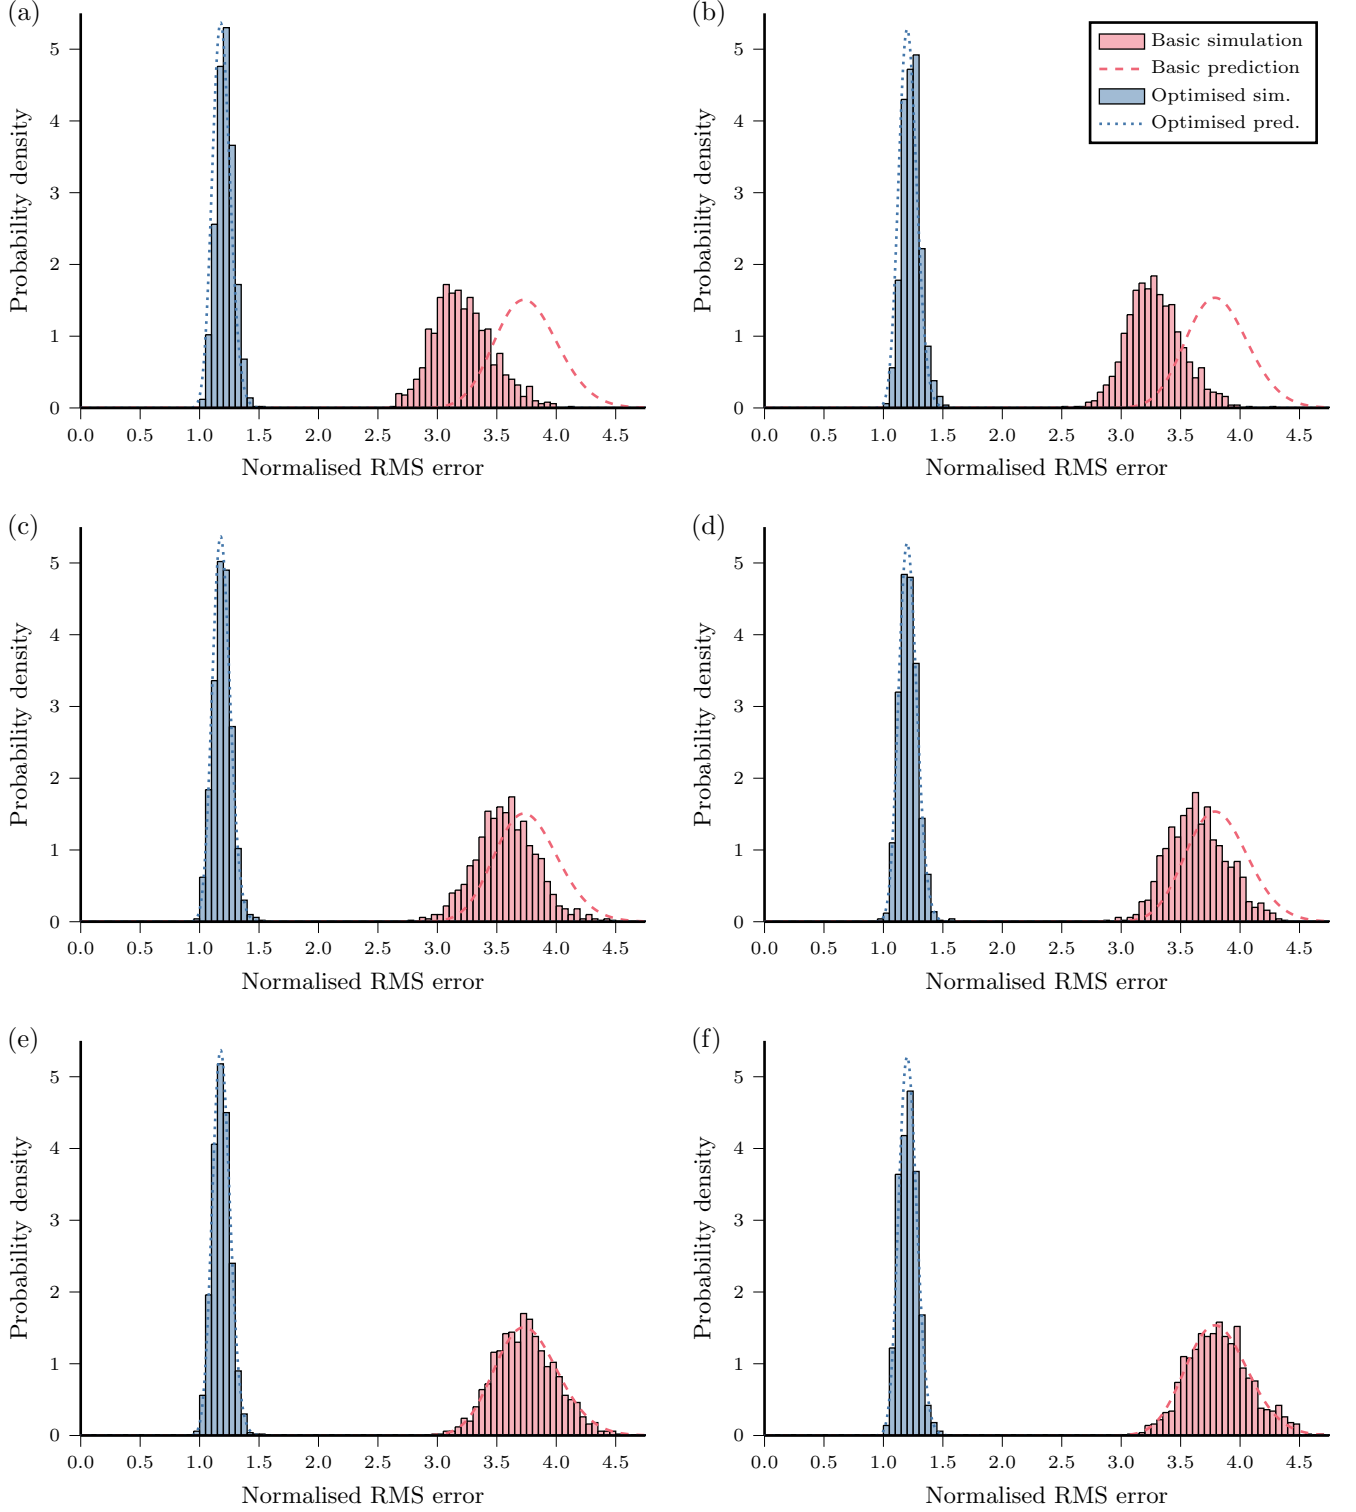 (a)
Probability density
5
4
3
2
1
0
0.0 0.5 1.0 1.5 2.0 2.5 3.0 3.5 4.0 4.5
Normalised RMS error
(b)
Probability density
5
4
3
2
1
0
0.0 0.5 1.0 1.5 2.0 2.5 3.0 3.5 4.0 4.5
Normalised RMS error
Basic simulation
Basic prediction
Optimised sim.
Optimised pred.
(c)
Probability density
5
4
3
2
1
0
0.0 0.5 1.0 1.5 2.0 2.5 3.0 3.5 4.0 4.5
Normalised RMS error
(d)
Probability density
5
4
3
2
1
0
0.0 0.5 1.0 1.5 2.0 2.5 3.0 3.5 4.0 4.5
Normalised RMS error
(e)
Probability density
5
4
3
2
1
0
0.0 0.5 1.0 1.5 2.0 2.5 3.0 3.5 4.0 4.5
Normalised RMS error
(f)
Probability density
5
4
3
2
1
0
0.0 0.5 1.0 1.5 2.0 2.5 3.0 3.5 4.0 4.5
Normalised RMS error